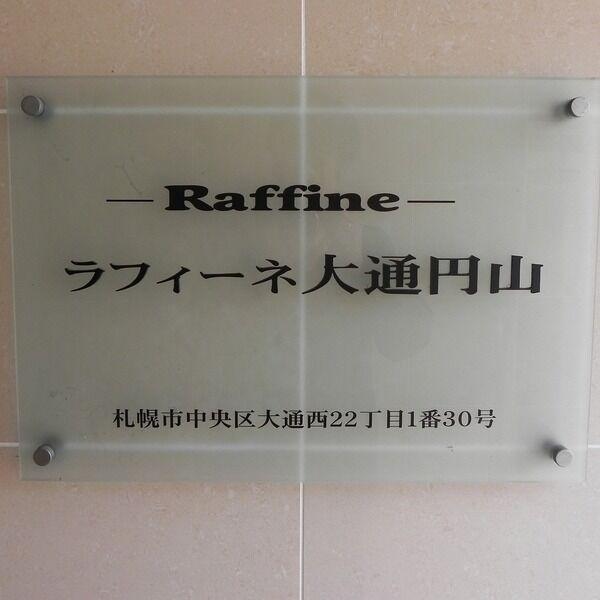 — Raffine —
ラフィーネ大通円山
札幌市中央区大通西22丁目1番30号